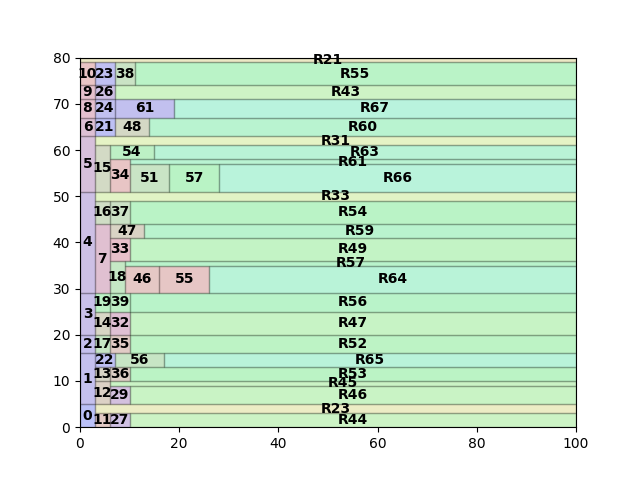 R21
80
10 23 38 R55
9 26 R43
70
8 24 61 R67
6 21 48 R60
R31
60
5 15 54 R63
R61
34 51 57 R66
50
R33
16 37 R54
4 47 R59
40
7 33 R49
R57
18 46 55 R64
30
3 19 39 R56
14 32 R47
20
2 17 35 R52
22 56 R65
1 13 36 R53
10
R45
12 29 R46
0 R23
11 27 R44
0
0 20 40 60 80 100